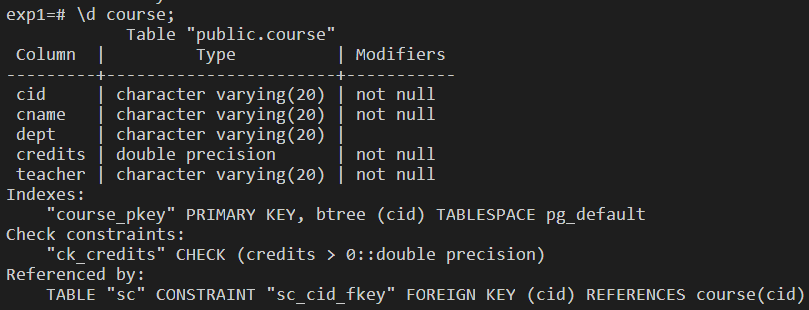 exp1=# \d course;
            Table "public.course"
 Column  |         Type          | Modifiers
---------+-----------------------+-----------
 cid     | character varying(20) | not null
 cname   | character varying(20) | not null
 dept    | character varying(20) |
 credits | double precision      | not null
 teacher | character varying(20) | not null
Indexes:
    "course_pkey" PRIMARY KEY, btree (cid) TABLESPACE pg_default
Check constraints:
    "ck_credits" CHECK (credits > 0::double precision)
Referenced by:
    TABLE "sc" CONSTRAINT "sc_cid_fkey" FOREIGN KEY (cid) REFERENCES course(cid)